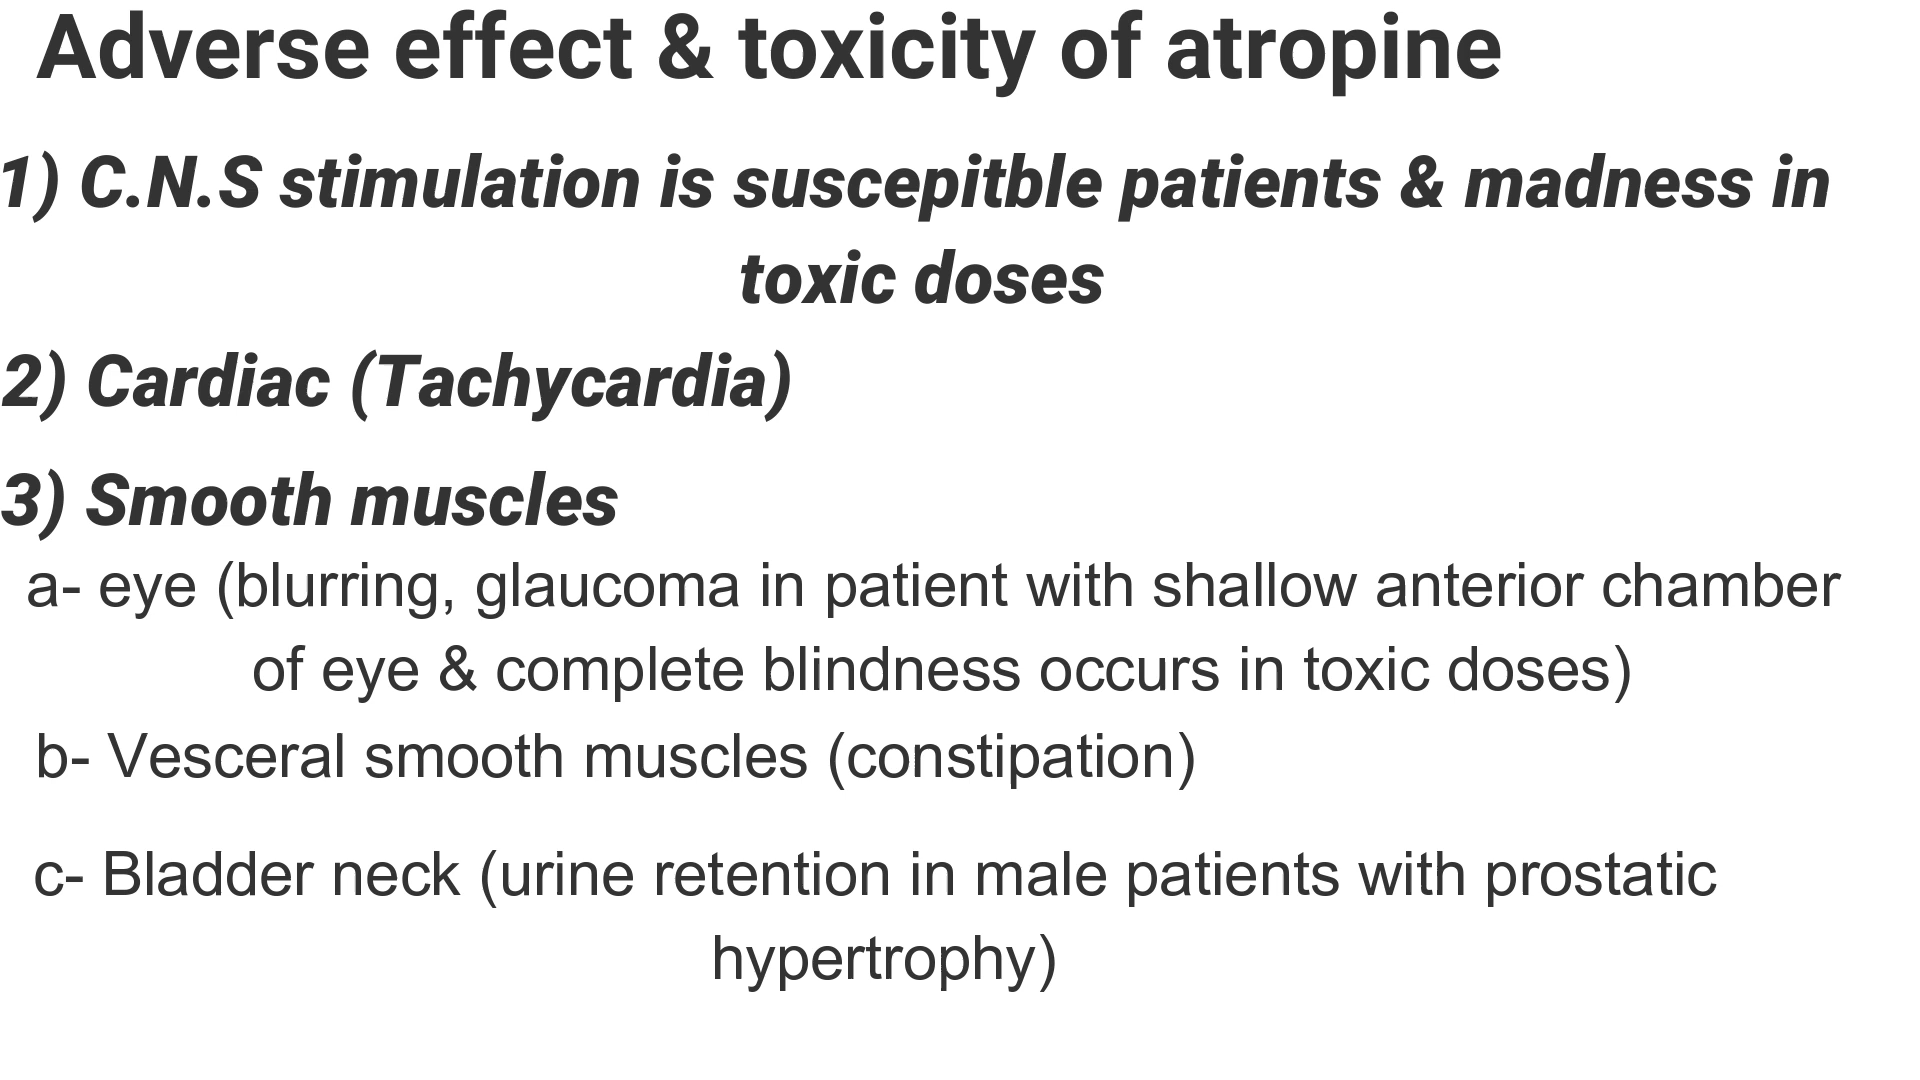 Adverse effect & toxicity of atropine
1) C.N.S stimulation is suscepitble patients & madness in
toxic doses
2) Cardiac (Tachycardia)
3) Smooth muscles
a- eye (blurring, glaucoma in patient with shallow anterior chamber
of eye & complete blindness occurs in toxic doses)
b- Vesceral smooth muscles (constipation)
c- Bladder neck (urine retention in male patients with prostatic
hypertrophy)